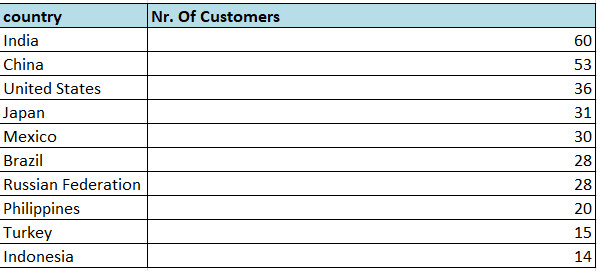 country Nr. Of Customers
India 60
China 53
United States 36
Japan 31
Mexico 30
Brazil 28
Russian Federation 28
Philippines 20
Turkey 15
Indonesia 14